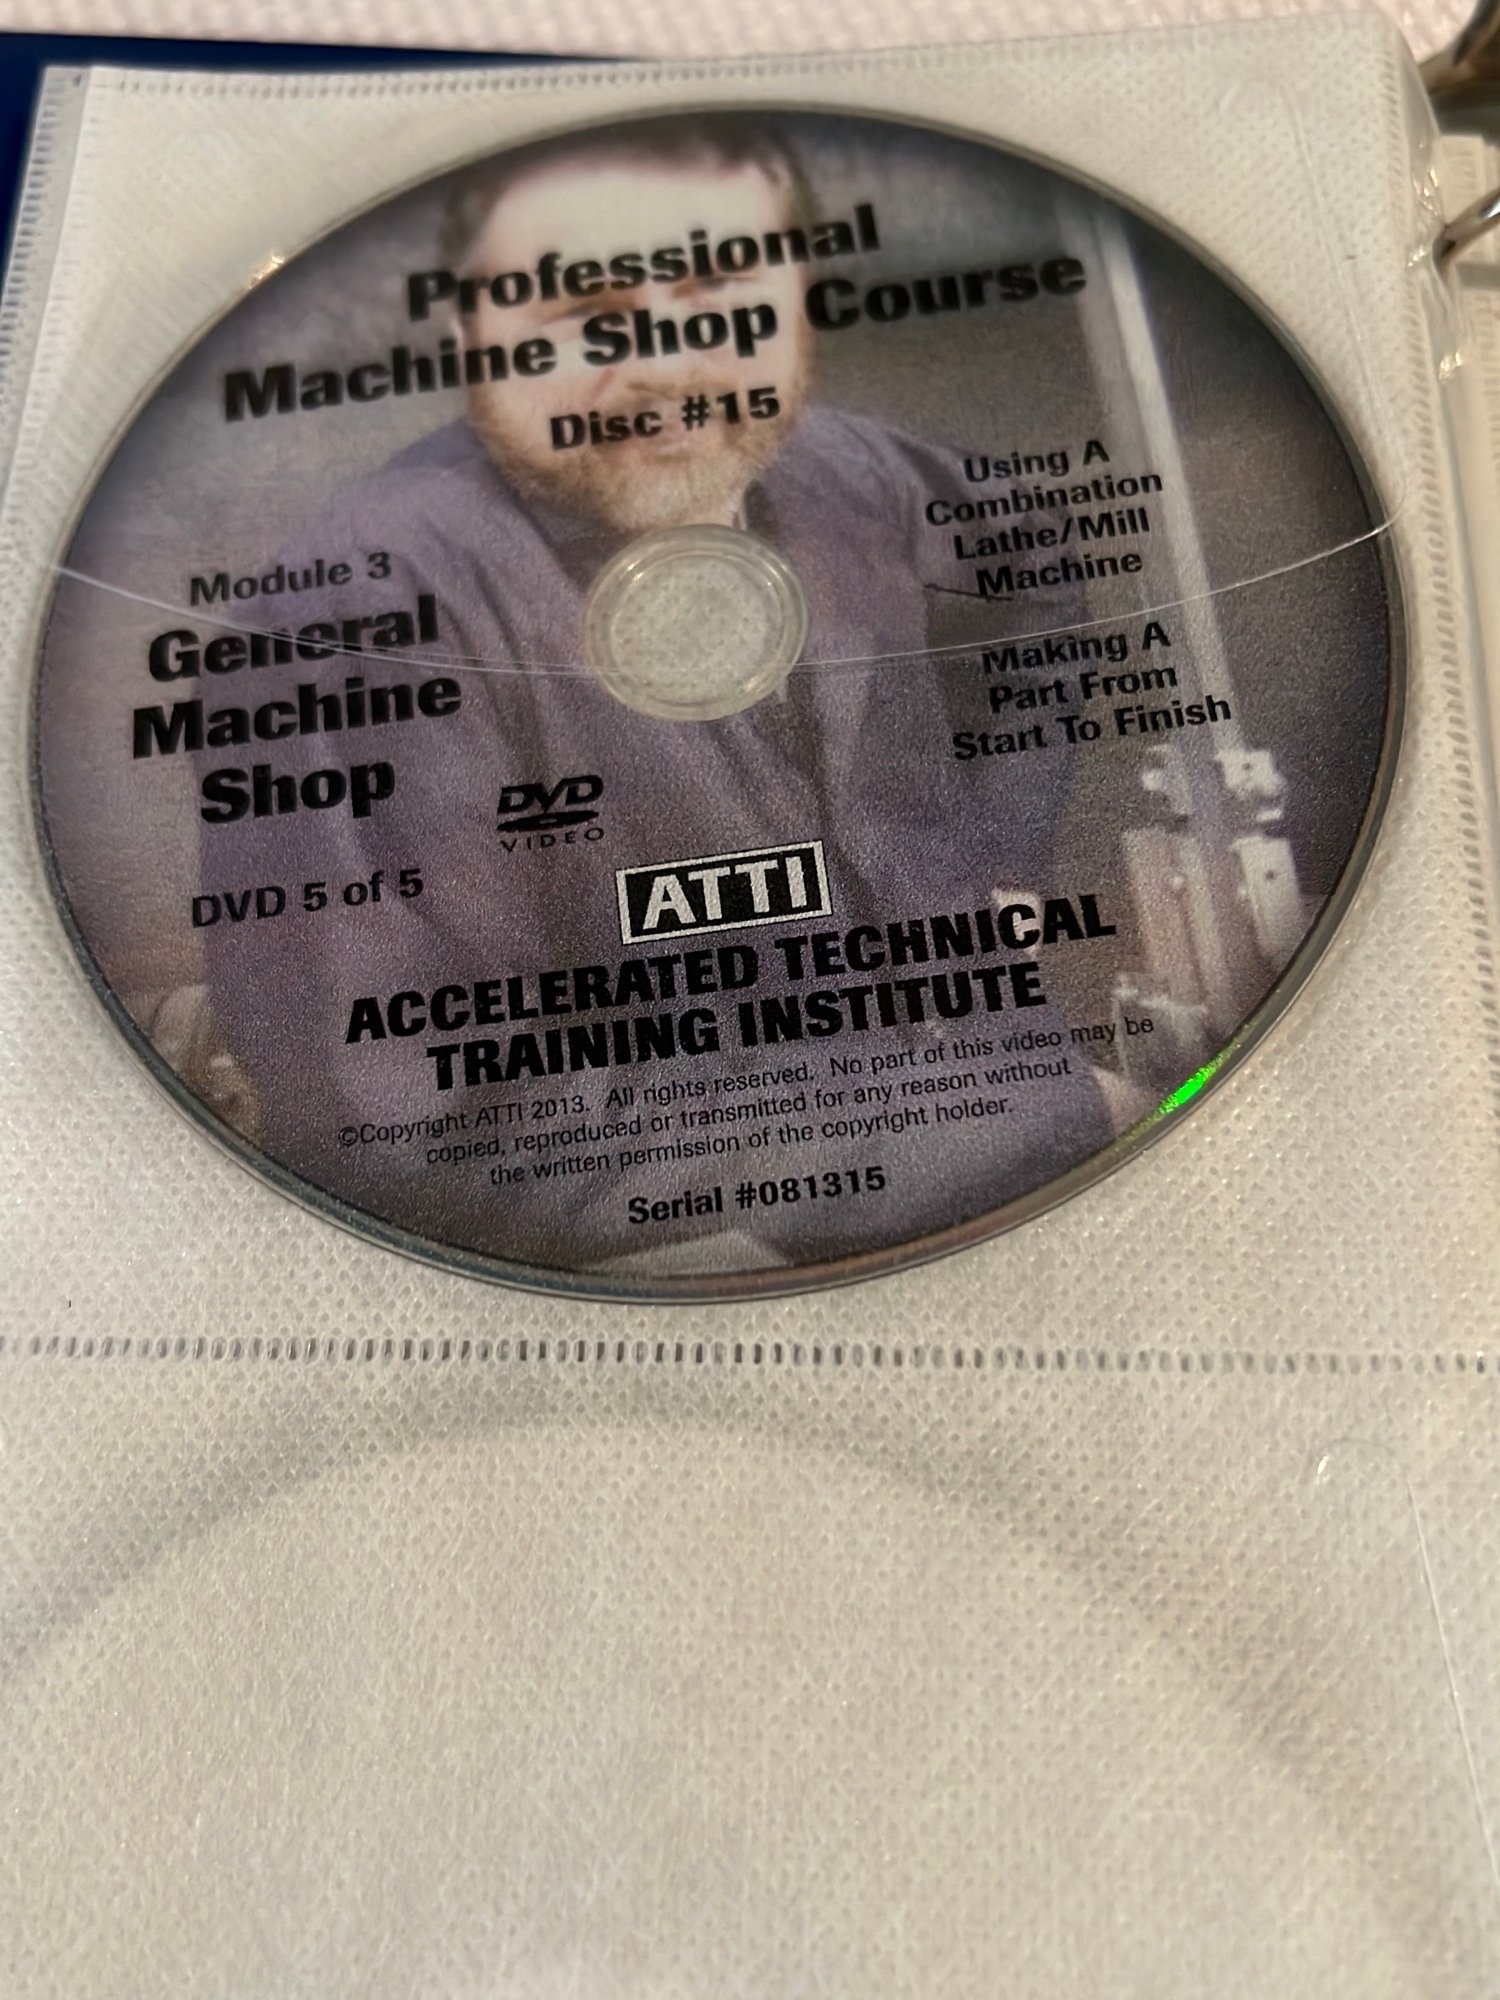 Professional
Machine Shop Course
Disc #15
Using A
Combination
Lathe/Mill
Machine
Making A
Part From
Start To Finish
Module 3
General
Machine
Shop
DVD 5 of 5
DVD
VIDEO
ATTI
ACCELERATED TECHNICAL
TRAINING INSTITUTE
©Copyright ATTI 2013. All rights reserved. No part of this video may be
copied, reproduced or transmitted for any reason without
the written permission of the copyright holder.
Serial #081315